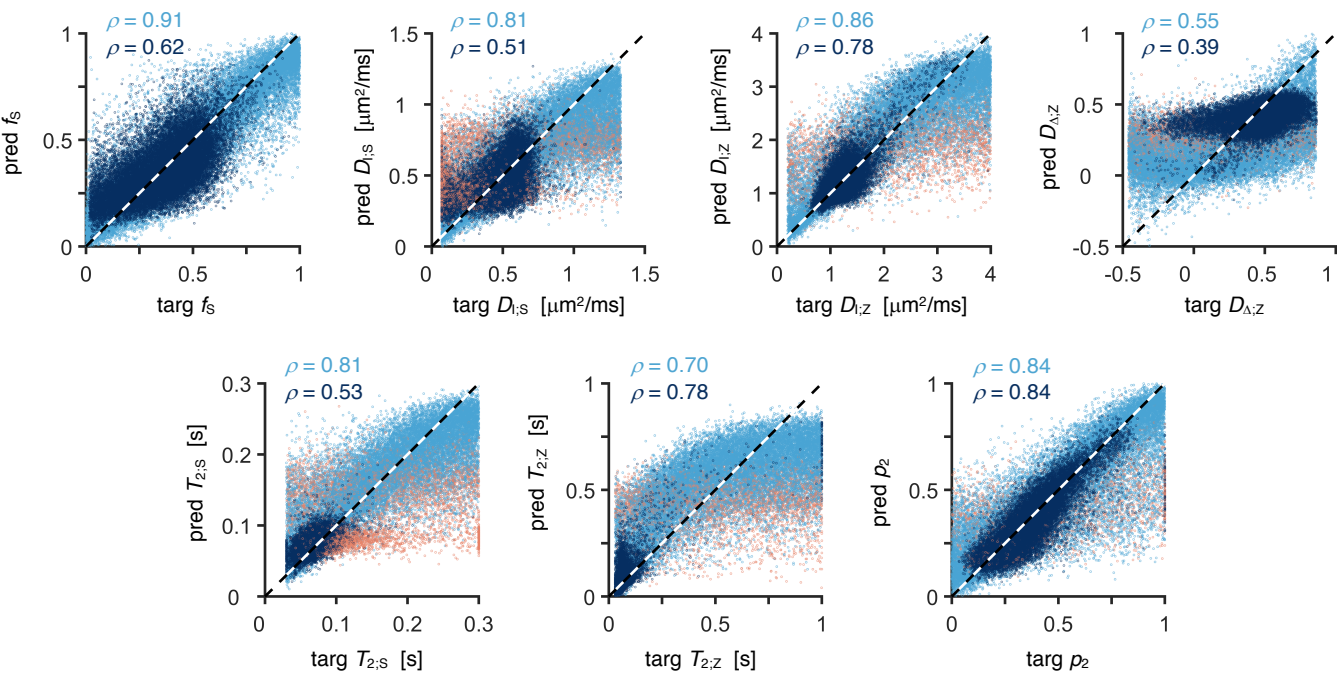 ρ = 0.91
ρ = 0.62
1
0.5
0
0
0.5
1
pred fS
targ fS
ρ = 0.81
ρ = 0.51
1.5
1
0.5
0
0
0.5
1
1.5
pred DI;S [μm²/ms]
targ DI;S [μm²/ms]
ρ = 0.86
ρ = 0.78
4
3
2
1
0
0
1
2
3
4
pred DI;Z [μm²/ms]
targ DI;Z [μm²/ms]
ρ = 0.55
ρ = 0.39
1
0.5
0
-0.5
-0.5
0
0.5
1
pred DΔ;Z
targ DΔ;Z
ρ = 0.81
ρ = 0.53
0.3
0.2
0.1
0
0
0.1
0.2
0.3
pred T2;S [s]
targ T2;S [s]
ρ = 0.70
ρ = 0.78
1
0.5
0
0
0.5
1
pred T2;Z [s]
targ T2;Z [s]
ρ = 0.84
ρ = 0.84
1
0.5
0
0
0.5
1
pred p2
targ p2